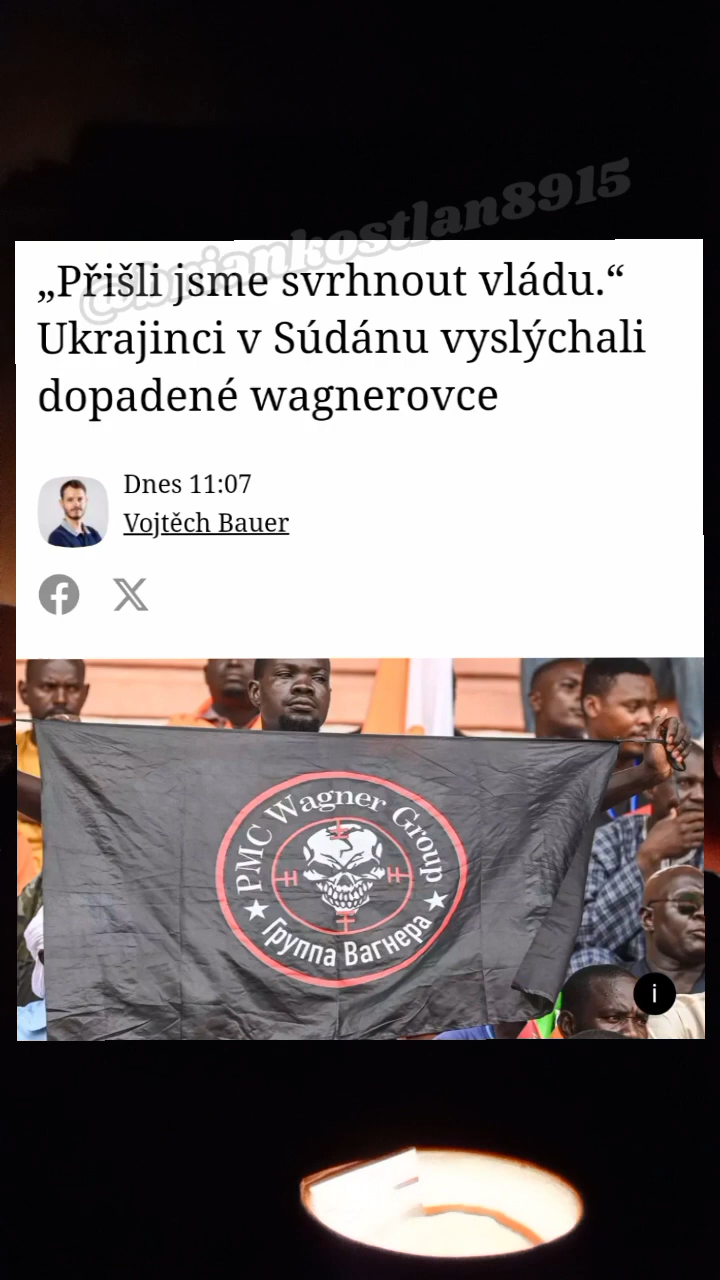 @briankostlan8915
„Přišli jsme svrhnout vládu.“
Ukrajinci v Súdánu vyslýchali
dopadené wagnerovce
Dnes 11:07
Vojtěch Bauer
PMC Wagner Group
Группа Вагнера
i